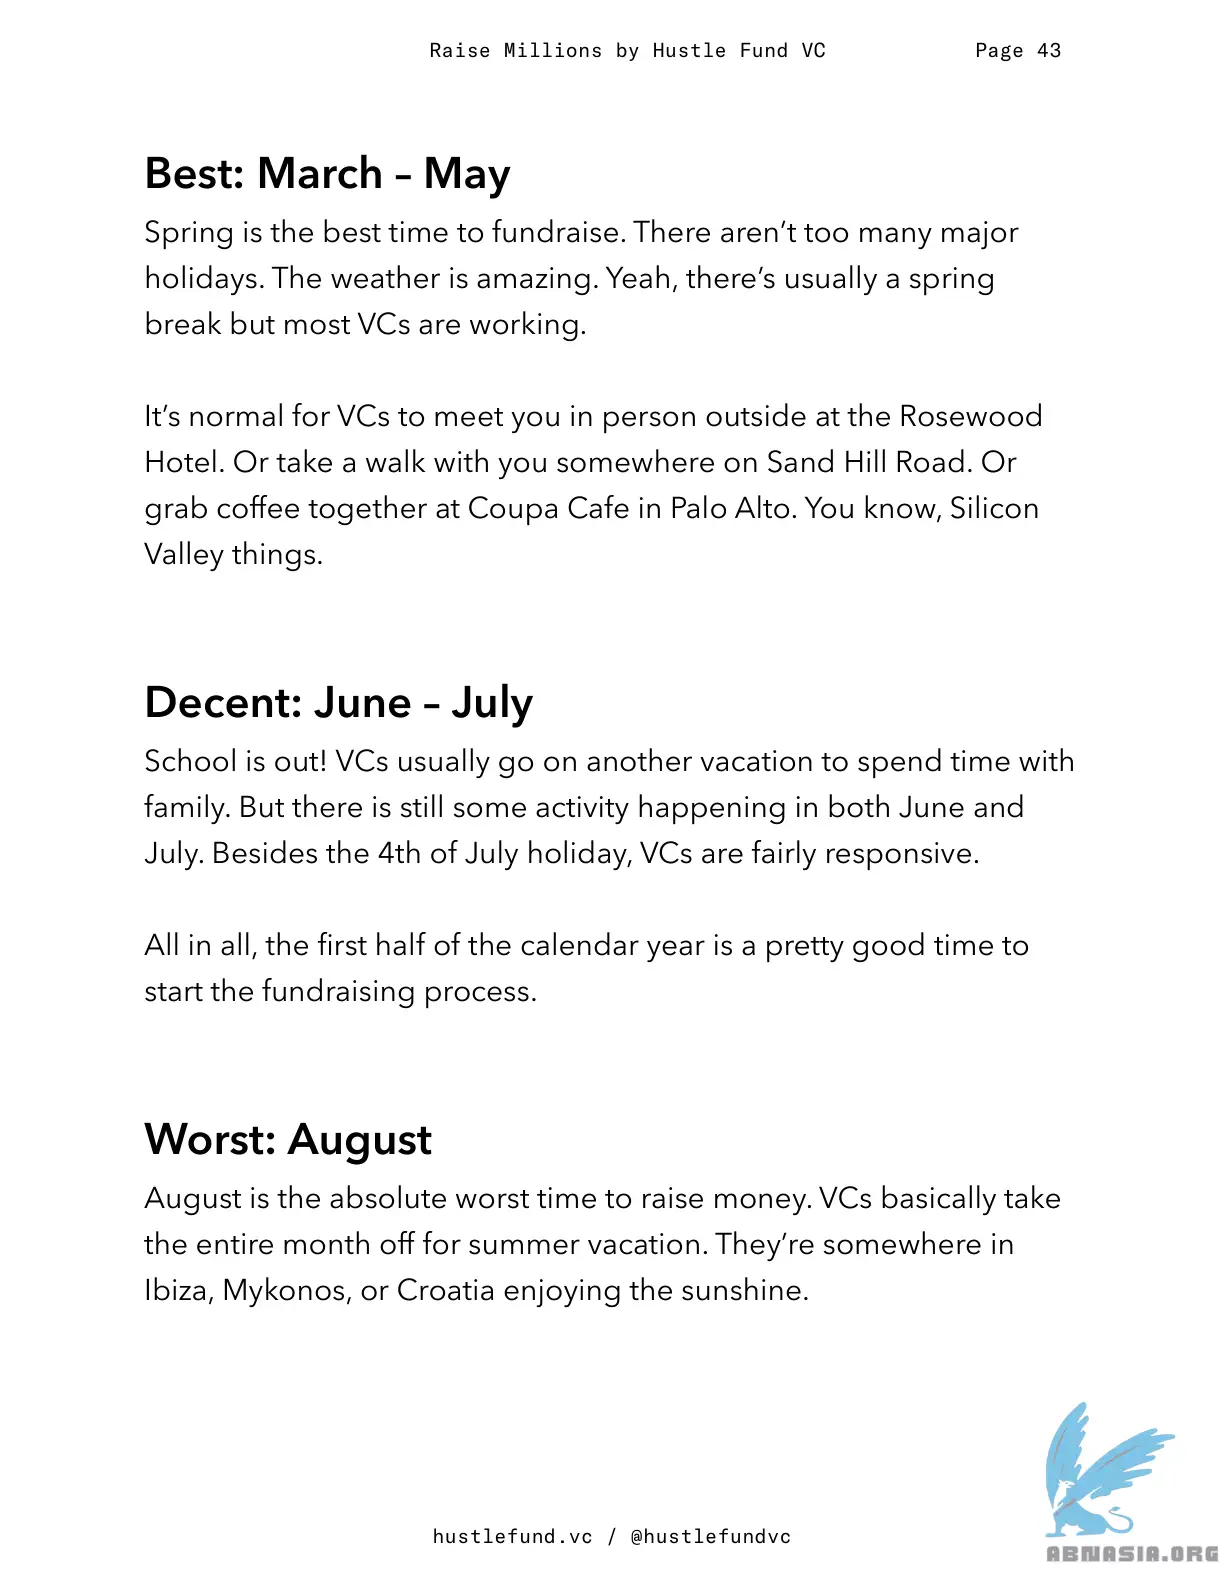 Raise Millions by Hustle Fund VC Page 43
Best: March – May
Spring is the best time to fundraise. There aren’t too many major
holidays. The weather is amazing. Yeah, there’s usually a spring
break but most VCs are working.
It’s normal for VCs to meet you in person outside at the Rosewood
Hotel. Or take a walk with you somewhere on Sand Hill Road. Or
grab coffee together at Coupa Cafe in Palo Alto. You know, Silicon
Valley things.
Decent: June – July
School is out! VCs usually go on another vacation to spend time with
family. But there is still some activity happening in both June and
July. Besides the 4th of July holiday, VCs are fairly responsive.
All in all, the first half of the calendar year is a pretty good time to
start the fundraising process.
Worst: August
August is the absolute worst time to raise money. VCs basically take
the entire month off for summer vacation. They’re somewhere in
Ibiza, Mykonos, or Croatia enjoying the sunshine.
hustlefund.vc / @hustlefundvc
ABNASIA.ORG